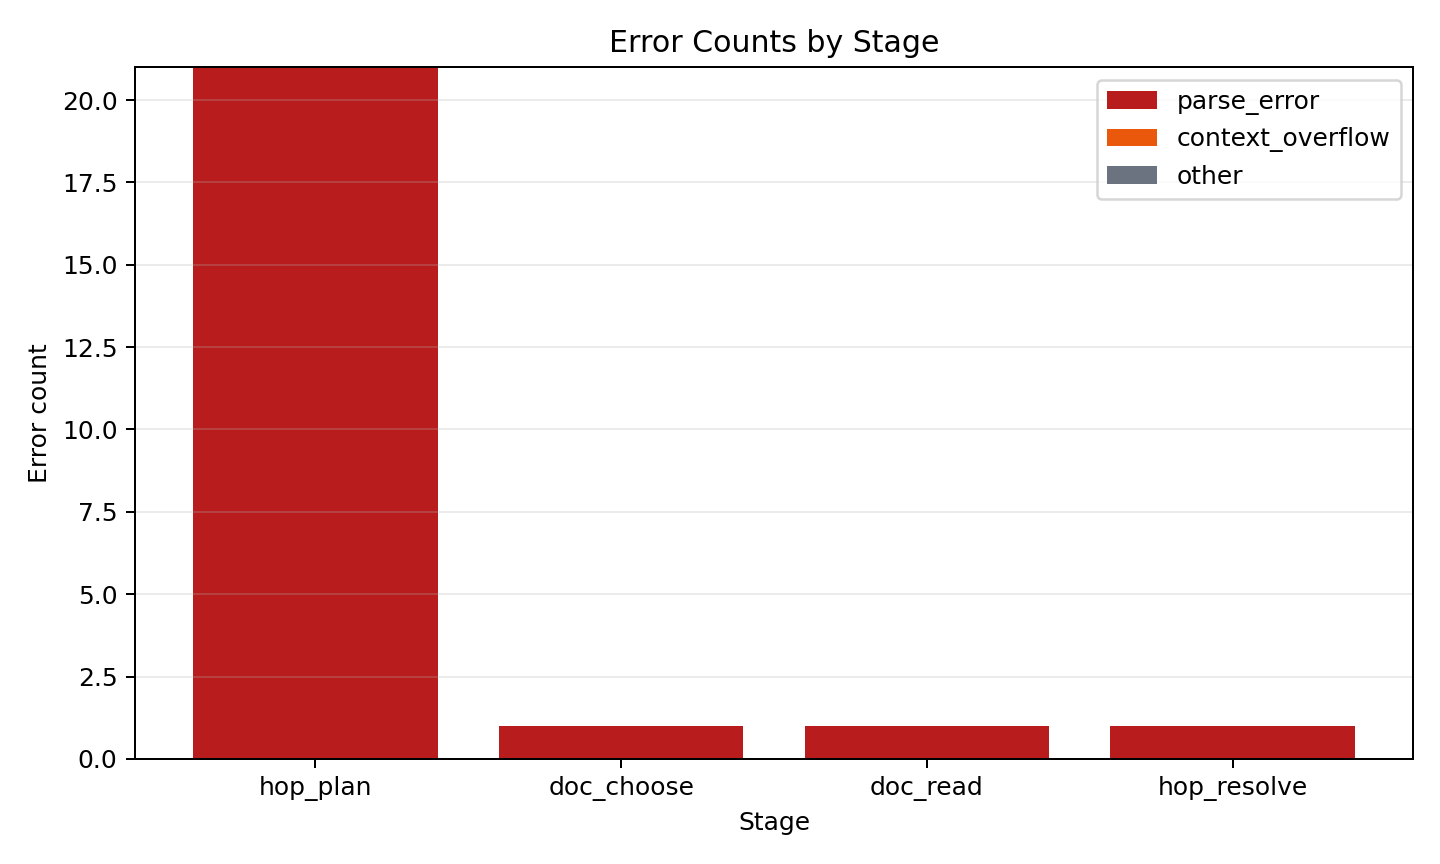 Error Counts by Stage
parse_error
context_overflow
other
Error count
20.0
17.5
15.0
12.5
10.0
7.5
5.0
2.5
0.0
hop_plan
doc_choose
doc_read
hop_resolve
Stage